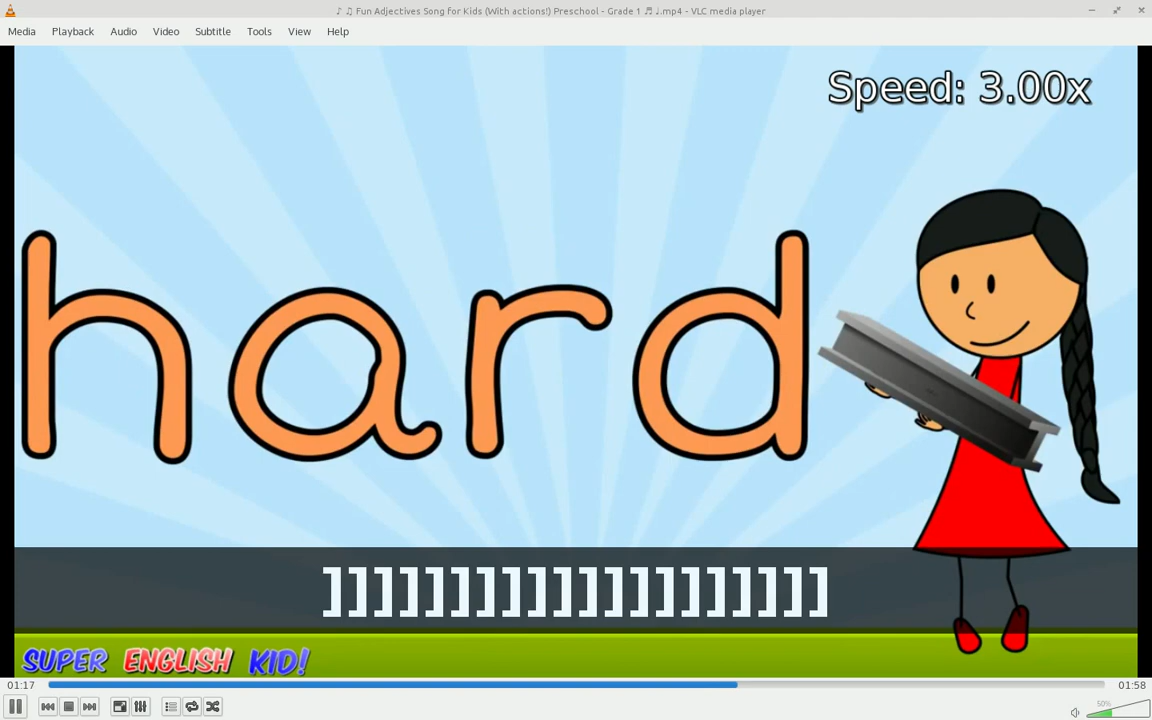 ♪ ♫ Fun Adjectives Song for Kids (With actions!) Preschool - Grade 1 ♬ ♩.mp4 - VLC media player
Media Playback Audio Video Subtitle Tools View Help
Speed: 3.00x
hard
]]]]]]]]]]]]]]]]]]]]
SUPER ENGLISH KID!
01:17 01:58
50%